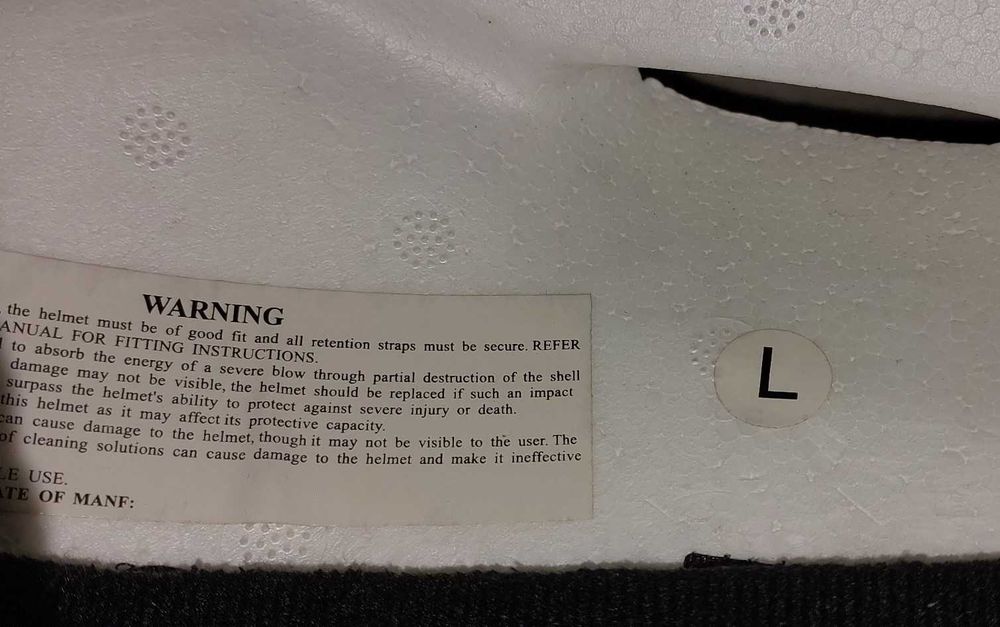 WARNING
the helmet must be of good fit and all retention straps must be secure. REFER
ANUAL FOR FITTING INSTRUCTIONS.
to absorb the energy of a severe blow through partial destruction of the shell
damage may not be visible, the helmet should be replaced if such an impact
surpass the helmet's ability to protect against severe injury or death.
this helmet as it may affect its protective capacity.
can cause damage to the helmet, though it may not be visible to the user. The
of cleaning solutions can cause damage to the helmet and make it ineffective
LE USE.
ATE OF MANF:
L